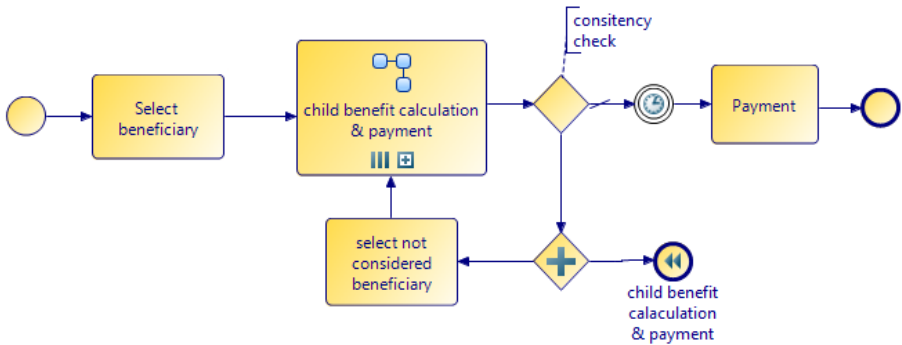 consitency
check
Select
beneficiary
child benefit calculation
& payment
Payment
select not
considered
beneficiary
child benefit
calaculation
& payment